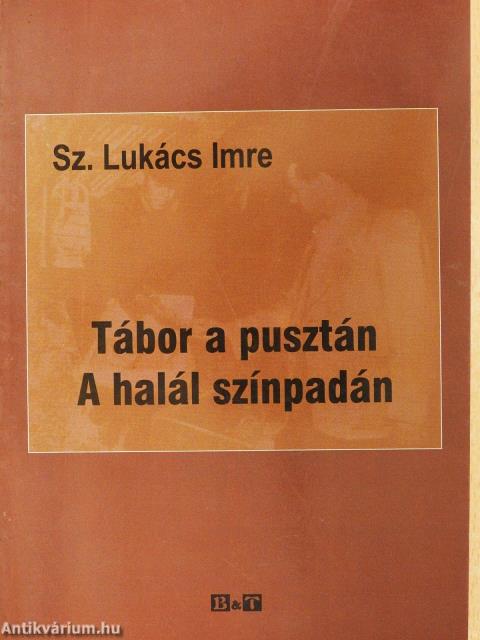 Sz. Lukács Imre
Tábor a pusztán
A halál színpadán
B&T
Antikvárium.hu